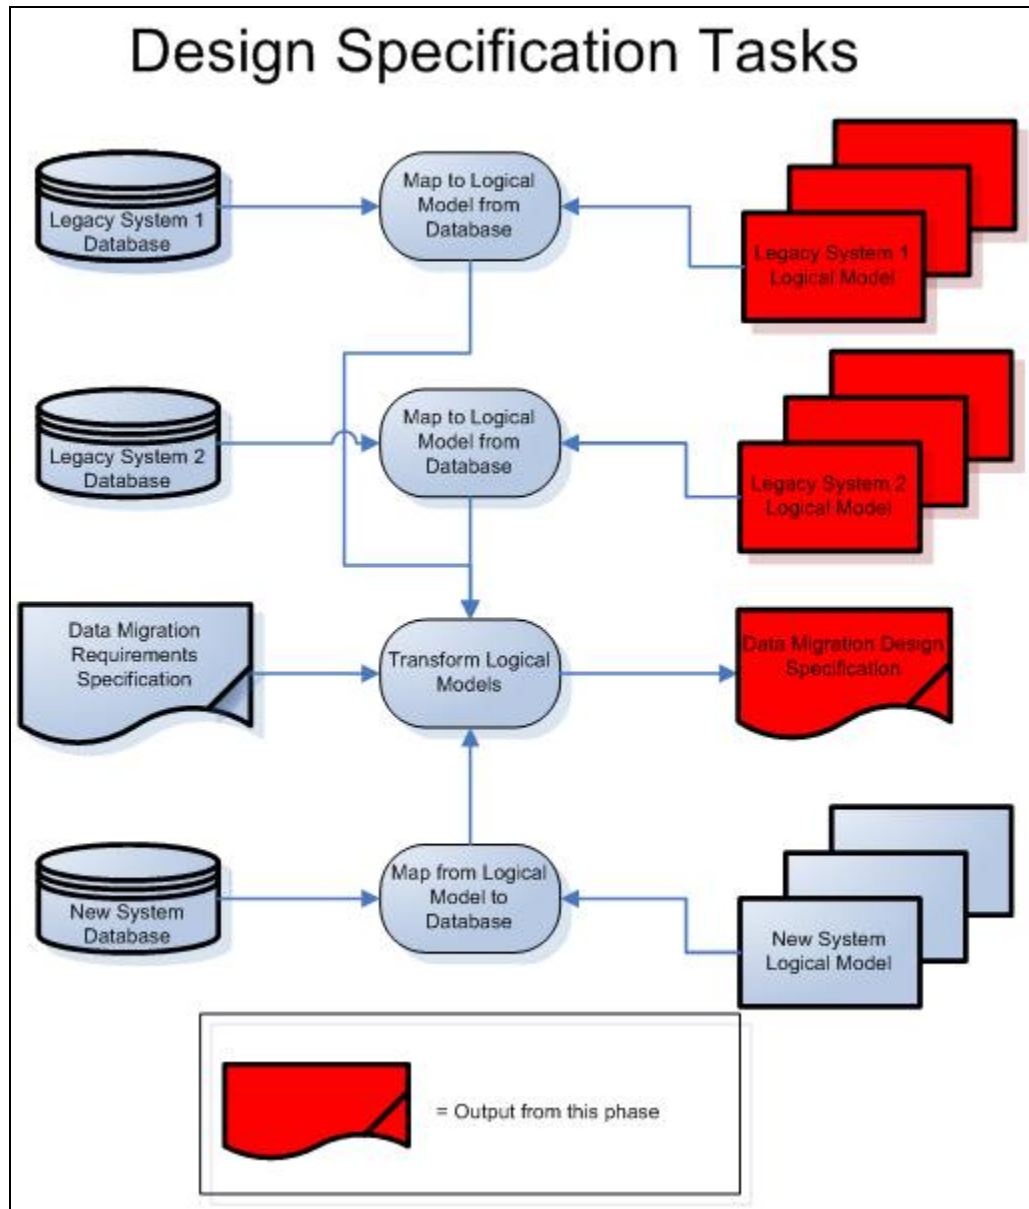 Design Specification Tasks
Legacy System 1
Database
Map to Logical
Model from
Database
Legacy System 1
Logical Model
Legacy System 2
Database
Map to Logical
Model from
Database
Legacy System 2
Logical Model
Data Migration
Requirements
Specification
Transform Logical
Models
Data Migration Design
Specification
New System
Database
Map from Logical
Model to
Database
New System
Logical Model
= Output from this phase